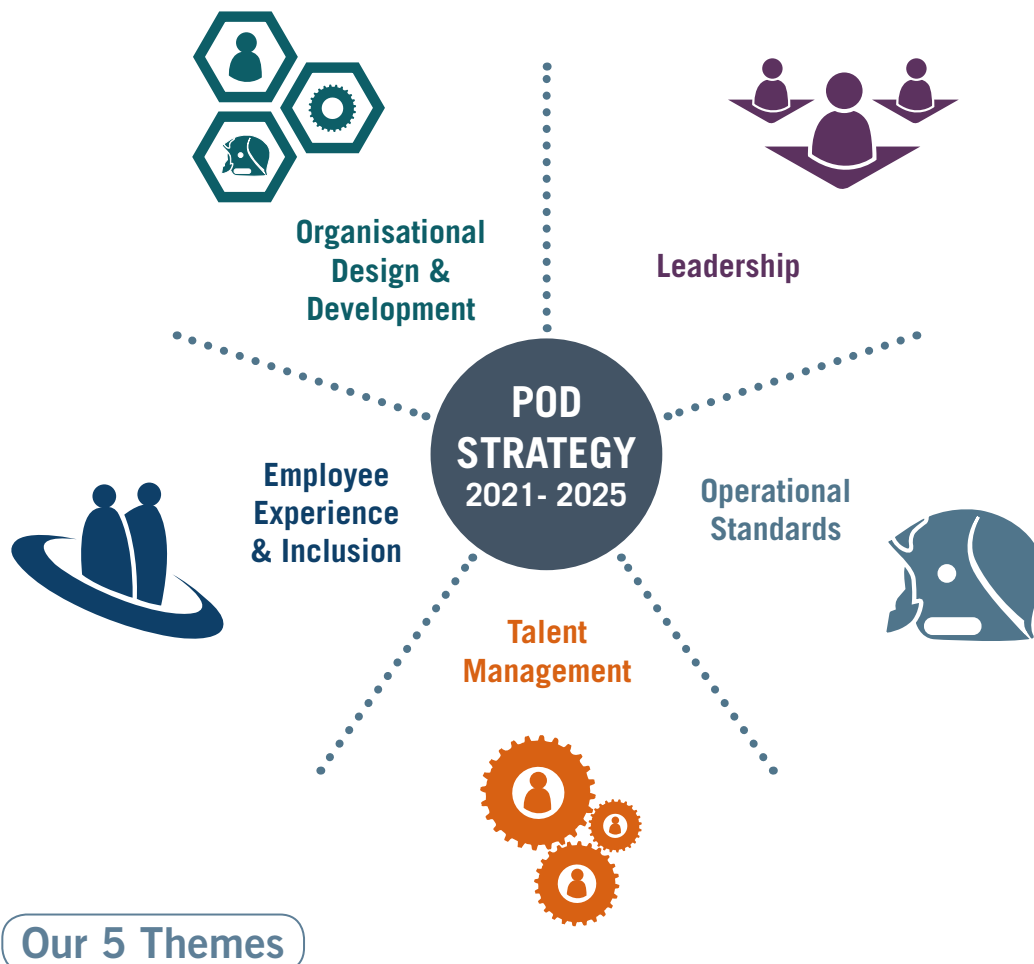 Organisational
Design &
Development
Leadership
POD
STRATEGY
2021- 2025
Employee
Experience
& Inclusion
Operational
Standards
Talent
Management
Our 5 Themes